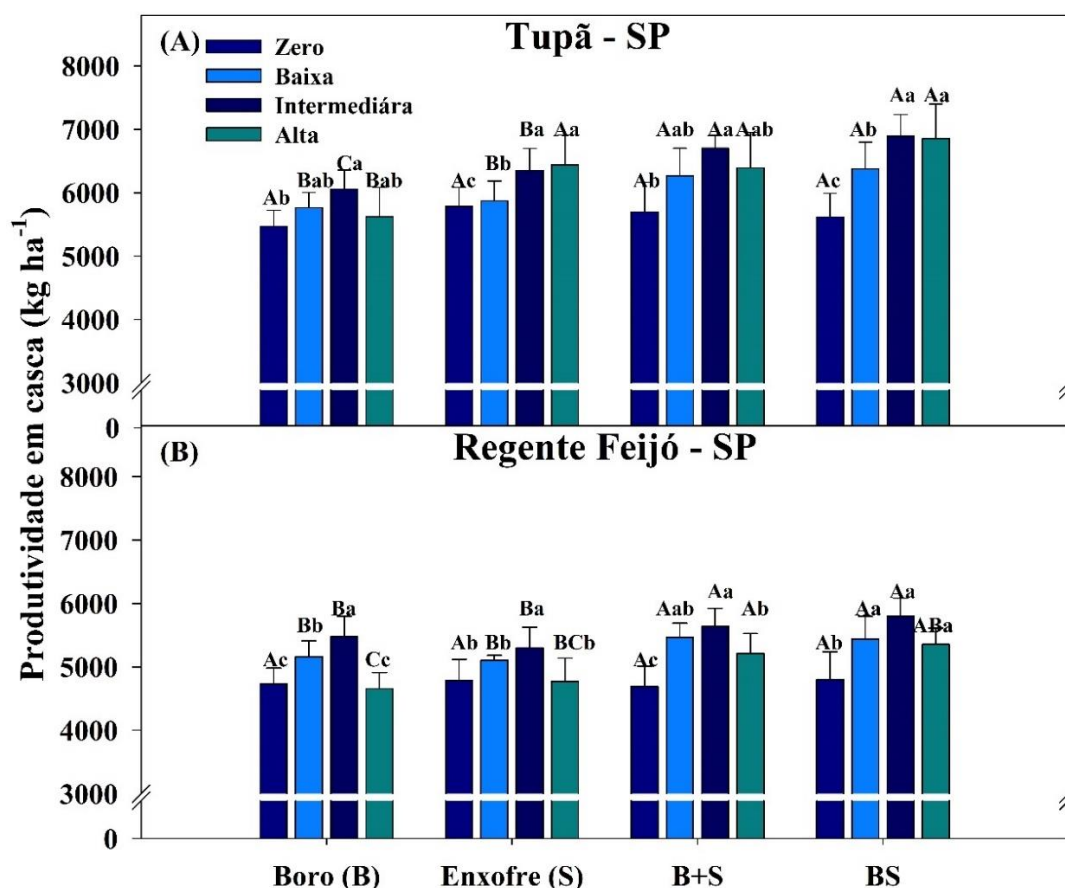 Produtividade em casca (kg ha-1)
(A)
Tupã - SP
Zero
Baixa
Intermediára
Alta
8000
7000
6000
5000
4000
3000
0
Ab Bab Ca Bab
Ac Bb Ba Aa
Ab Aab Aa Aab
Ac Ab Aa Aa
(B)
Regente Feijó - SP
8000
7000
6000
5000
4000
3000
0
Ac Bb Ba Cc
Ab Bb Ba BCb
Ac Aab Aa Ab
Ab Aa Aa ABa
Boro (B) Enxofre (S) B+S BS